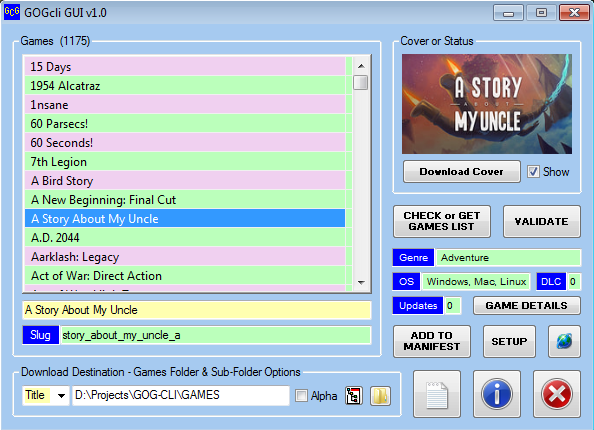 GCG GOGcli GUI v1.0
Games (1175)
15 Days
1954 Alcatraz
1nsane
60 Parsecs!
60 Seconds!
7th Legion
A Bird Story
A New Beginning: Final Cut
A Story About My Uncle
A.D. 2044
Aarklash: Legacy
Act of War: Direct Action
A Story About My Uncle
Slug story_about_my_uncle_a
Cover or Status
A STORY
ABOUT
MY UNCLE
Download Cover Show
CHECK or GET GAMES LIST
VALIDATE
Genre Adventure
OS Windows, Mac, Linux DLC 0
Updates 0 GAME DETAILS
ADD TO MANIFEST
SETUP
Download Destination - Games Folder & Sub-Folder Options
Title D:\Projects\GOG-CLI\GAMES Alpha